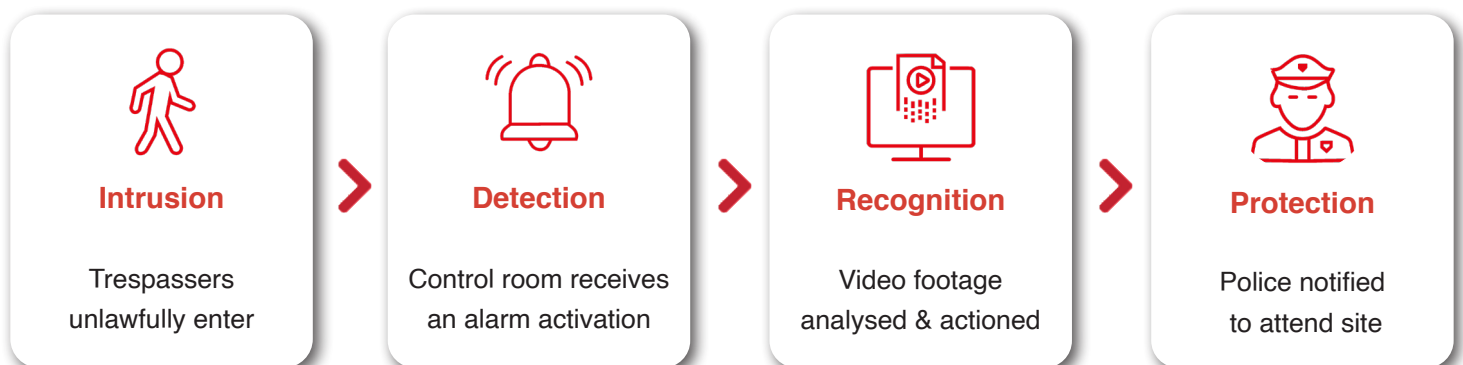 Intrusion
Trespassers
unlawfully enter
Detection
Control room receives
an alarm activation
Recognition
Video footage
analysed & actioned
Protection
Police notified
to attend site